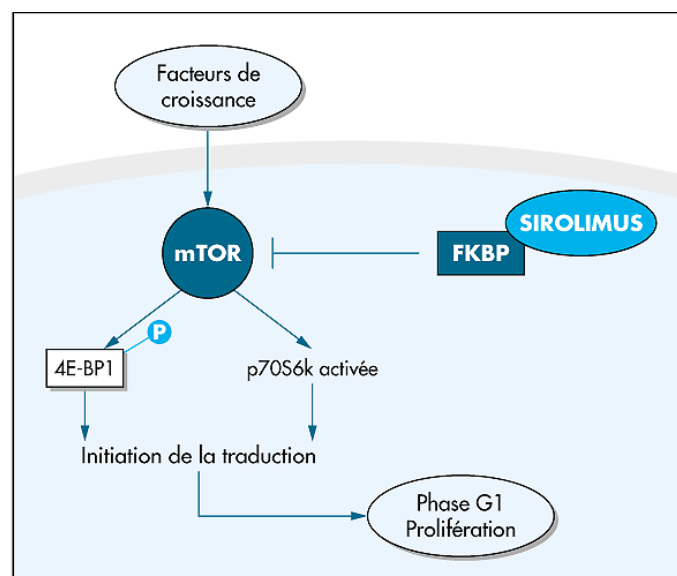 Facteurs de
croissance
SIROLIMUS
mTOR
FKBP
P
4E-BP1
p70S6k activée
Initiation de la traduction
Phase G1
Prolifération